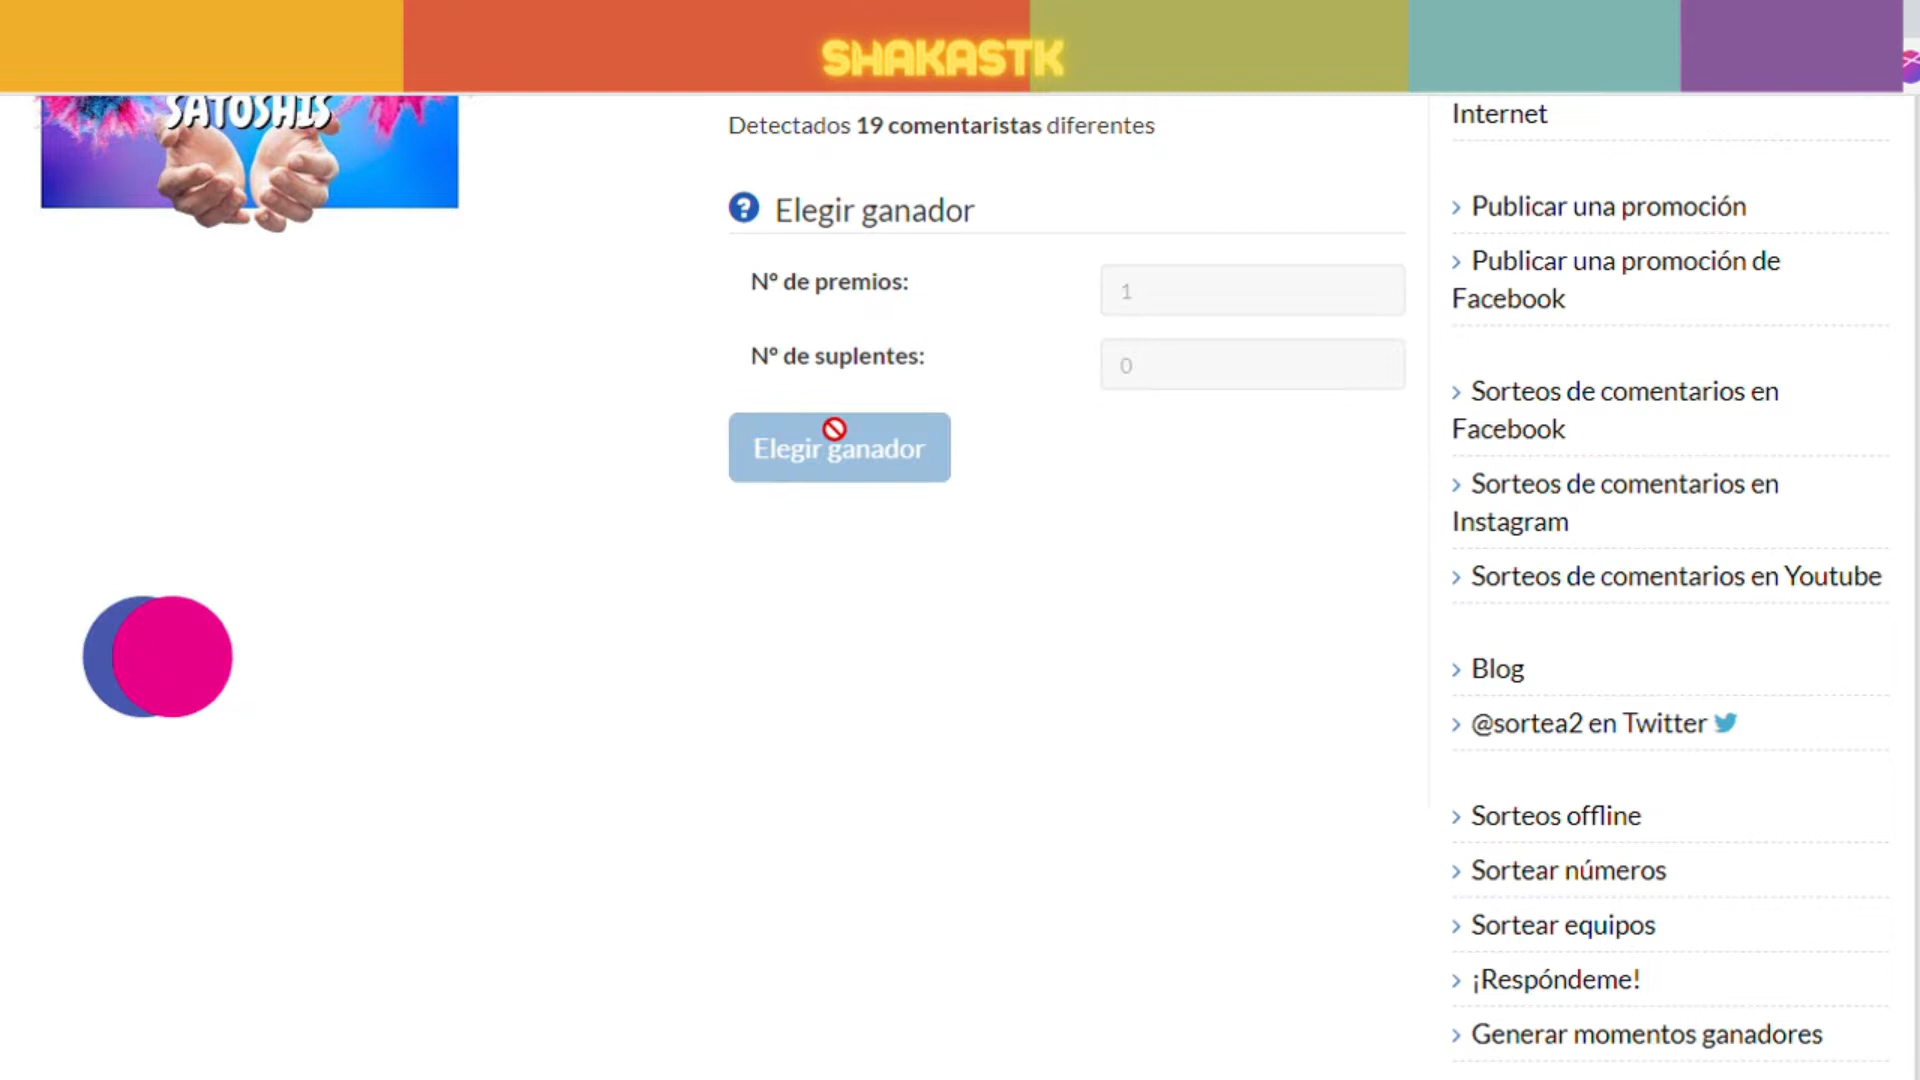 SHAKASTK
SATOSHIS
Detectados 19 comentaristas diferentes
Elegir ganador
Nº de premios:
1
Nº de suplentes:
0
Elegir ganador
Internet
Publicar una promoción
Publicar una promoción de
Facebook
Sorteos de comentarios en
Facebook
Sorteos de comentarios en
Instagram
Sorteos de comentarios en Youtube
Blog
@sortea2 en Twitter
Sorteos offline
Sortear números
Sortear equipos
¡Respóndeme!
Generar momentos ganadores